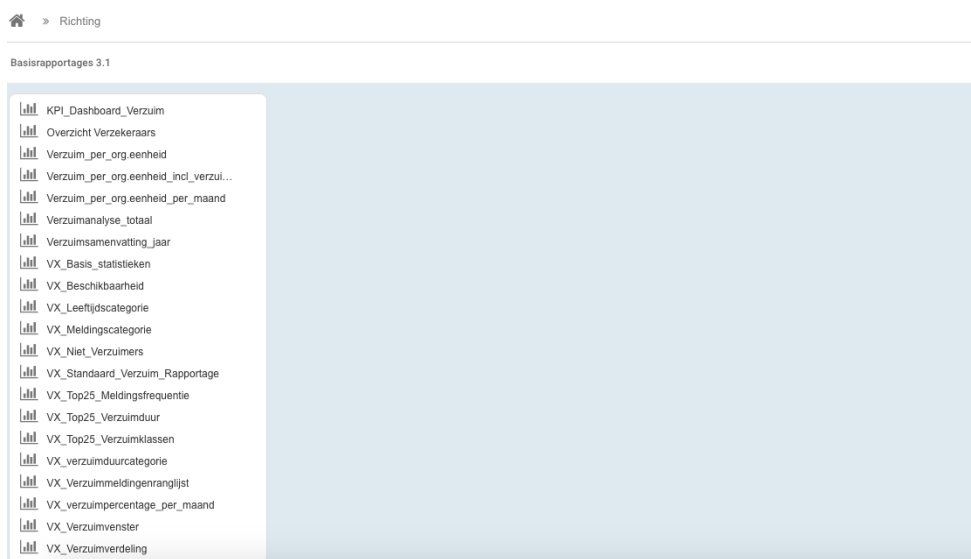 » Richting
Basisrapportages 3.1
KPI_Dashboard_Verzuim
Overzicht Verzekeraars
Verzuim_per_org.eenheid
Verzuim_per_org.eenheid_incl_verzui...
Verzuim_per_org.eenheid_per_maand
Verzuimanalyse_totaal
Verzuimsamenvatting_jaar
VX_Basis_statistieken
VX_Beschikbaarheid
VX_Leeftijdscategorie
VX_Meldingscategorie
VX_Niet_Verzuimers
VX_Standaard_Verzuim_Rapportage
VX_Top25_Meldingsfrequentie
VX_Top25_Verzuimduur
VX_Top25_Verzuimklassen
VX_verzuimduurcategorie
VX_Verzuimmeldingenranglijst
VX_verzuimpercentage_per_maand
VX_Verzuimvenster
VX_Verzuimverdeling